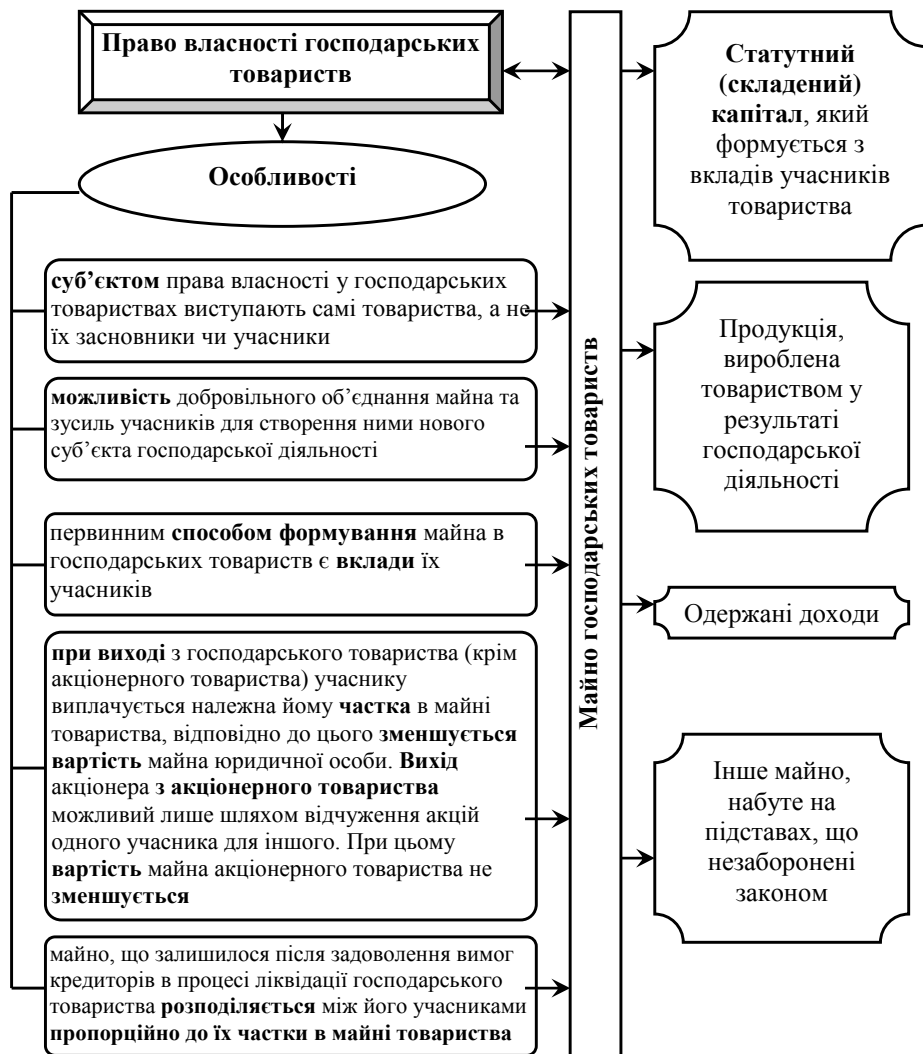 Право власності господарських
товариств
Особливості
суб’єктом права власності у господарських
товариствах виступають самі товариства, а не
їх засновники чи учасники
можливість добровільного об’єднання майна та
зусиль учасників для створення ними нового
суб’єкта господарської діяльності
первинним способом формування майна в
господарських товариств є вклади їх
учасників
при виході з господарського товариства (крім
акціонерного товариства) учаснику
виплачується належна йому частка в майні
товариства, відповідно до цього зменшується
вартість майна юридичної особи. Вихід
акціонера з акціонерного товариства
можливий лише шляхом відчуження акцій
одного учасника для іншого. При цьому
вартість майна акціонерного товариства не
зменшується
майно, що залишилося після задоволення вимог
кредиторів в процесі ліквідації господарського
товариства розподіляється між його учасниками
пропорційно до їх частки в майні товариства
Майно господарських товариств
Статутний
(складений)
капітал, який
формується з
вкладів учасників
товариства
Продукція,
вироблена
товариством у
результаті
господарської
діяльності
Одержані доходи
Інше майно,
набуте на
підставах, що
незаборонені
законом